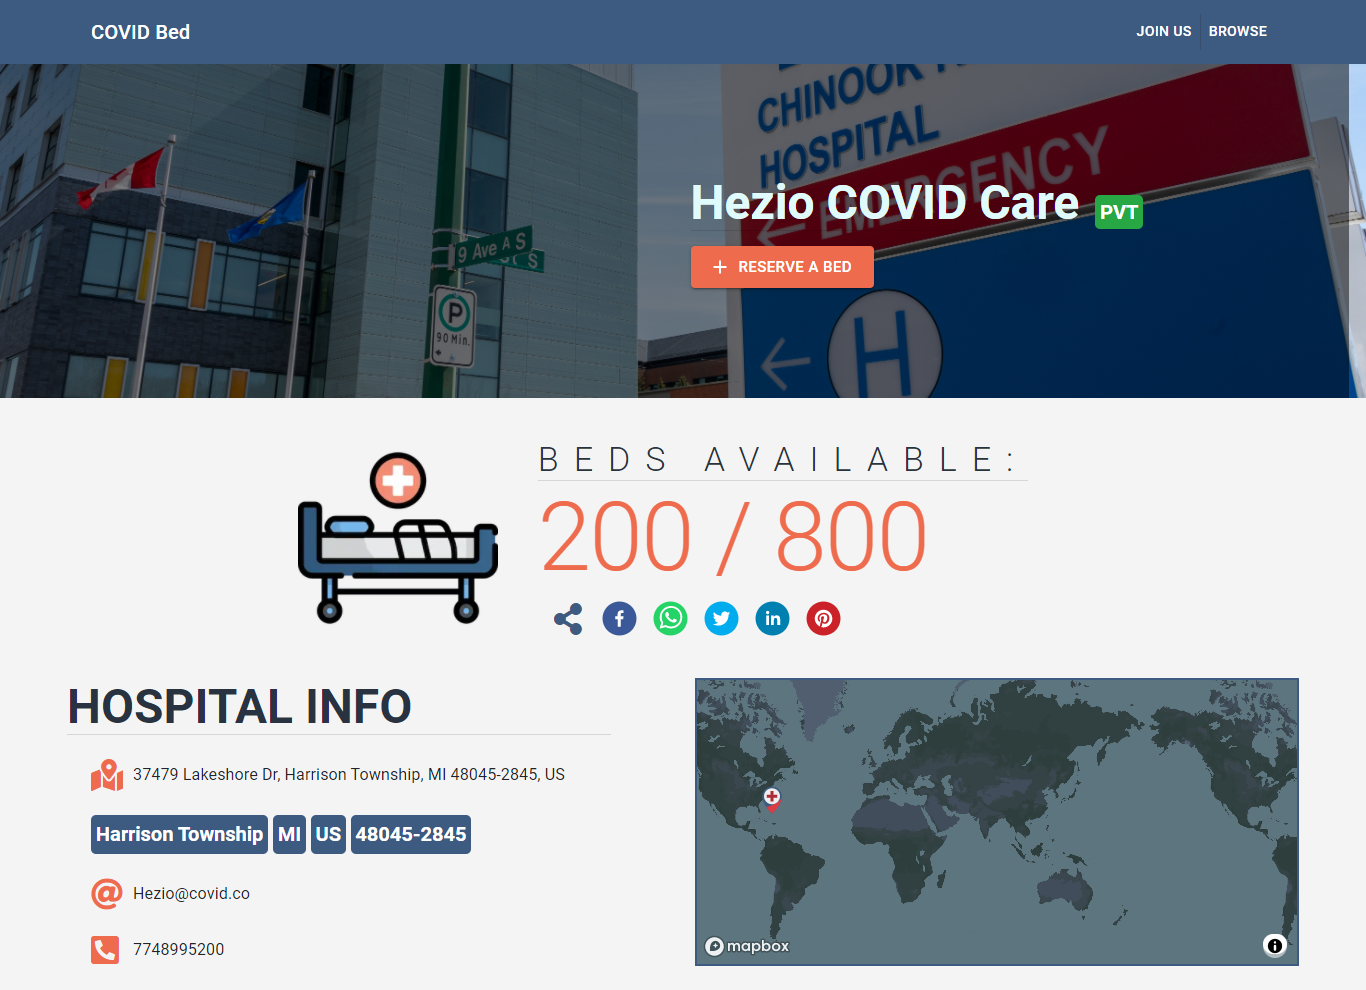 COVID Bed
JOIN US
BROWSE
CHINOOK
HOSPITAL
EMERGENCY
9 Ave A S
St S
P
90 Min.
H
Hezio COVID Care PVT
+ RESERVE A BED
BEDS AVAILABLE:
200 / 800
HOSPITAL INFO
37479 Lakeshore Dr, Harrison Township, MI 48045-2845, US
Harrison Township MI US 48045-2845
Hezio@covid.co
7748995200
mapbox